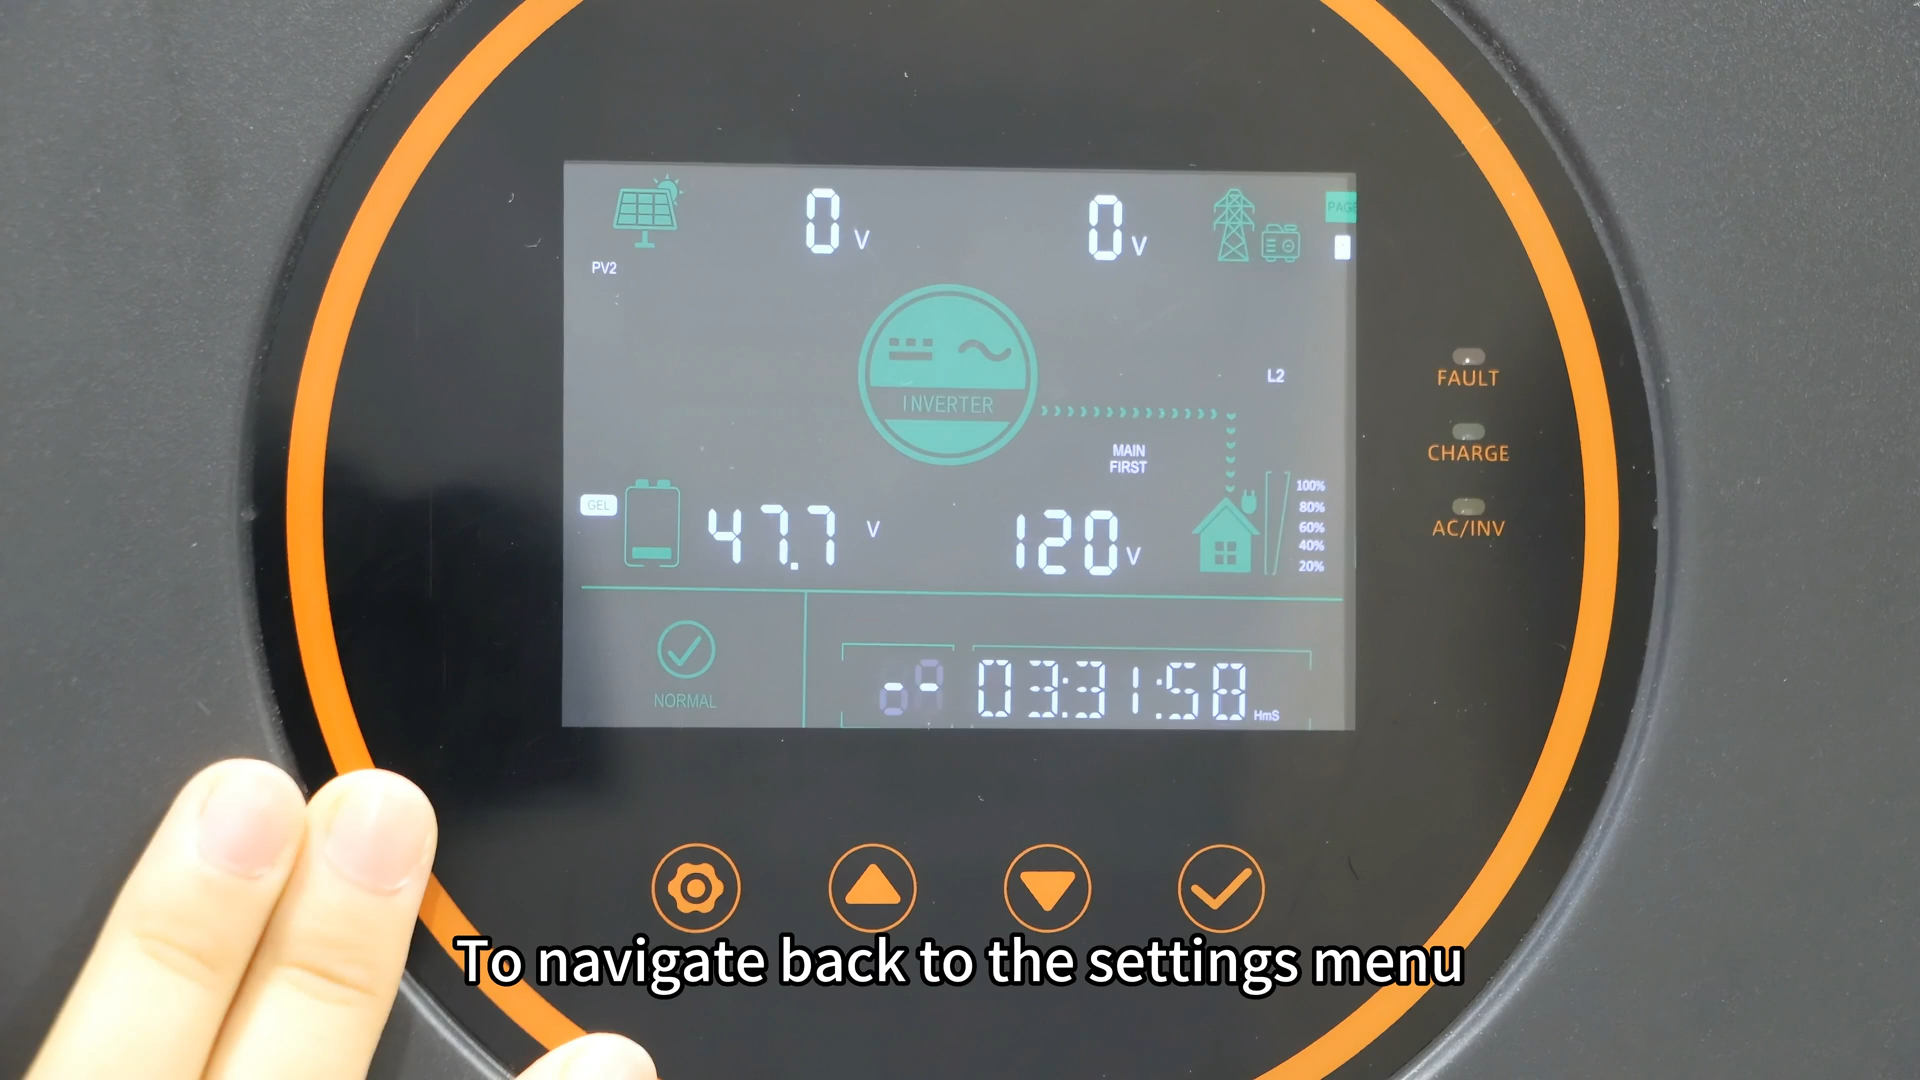 0 V
0 V
PAGE
PV2
INVERTER
L2
MAIN
FIRST
GEL
47.7 V
120 V
100%
80%
60%
40%
20%
NORMAL
-- 03:31:58 HmS
FAULT
CHARGE
AC/INV
To navigate back to the settings menu